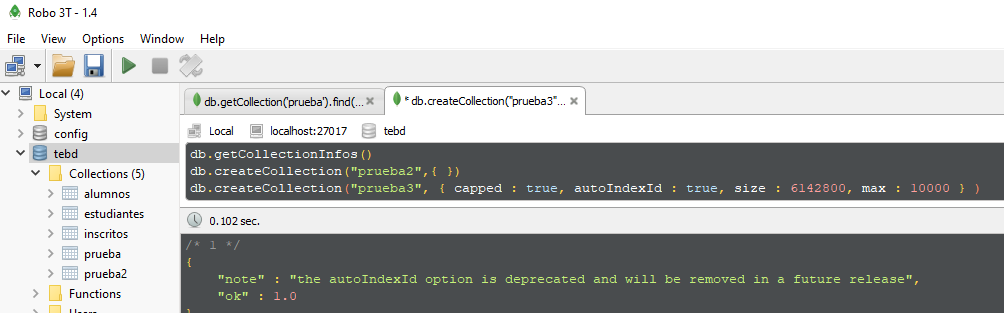 Robo 3T - 1.4
File View Options Window Help
Local (4)
System
config
tebd
Collections (5)
alumnos
estudiantes
inscritos
prueba
prueba2
Functions
Users
db.getCollection('prueba').find(... × * db.createCollection("prueba3"... ×
Local localhost:27017 tebd
db.getCollectionInfos()
db.createCollection("prueba2",{ })
db.createCollection("prueba3", { capped : true, autoIndexId : true, size : 6142800, max : 10000 } )
0.102 sec.
/* 1 */
{
"note" : "the autoIndexId option is deprecated and will be removed in a future release",
"ok" : 1.0
}